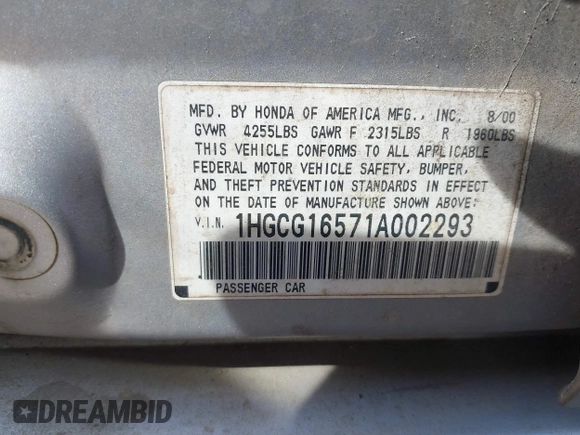 MFD. BY HONDA OF AMERICA MFG., INC. 8/00
GVWR 4255LBS GAWR F 2315LBS R 1960LBS
THIS VEHICLE CONFORMS TO ALL APPLICABLE
FEDERAL MOTOR VEHICLE SAFETY, BUMPER,
AND THEFT PREVENTION STANDARDS IN EFFECT
ON THE DATE OF MANUFACTURE SHOWN ABOVE:
V.I.N. 1HGCG16571A002293
PASSENGER CAR
DREAMBID